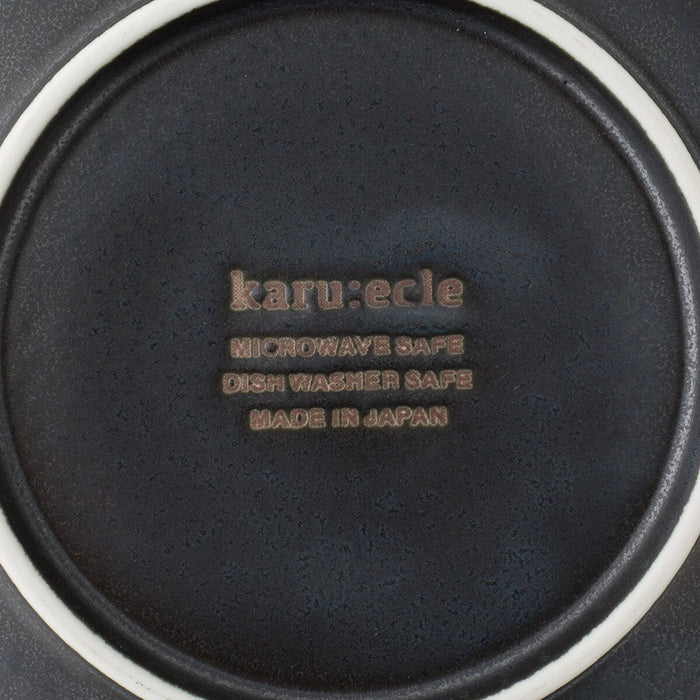 karu:ecle
MICROWAVE SAFE
DISH WASHER SAFE
MADE IN JAPAN